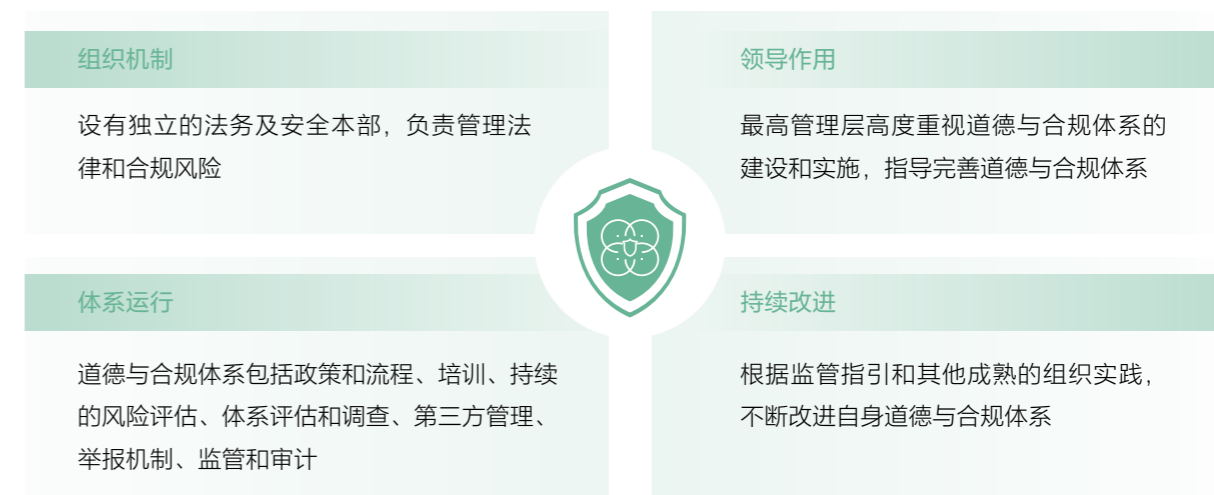 组织机制
设有独立的法务及安全本部，负责管理法
律和合规风险
领导作用
最高管理层高度重视道德与合规体系的
建设和实施，指导完善道德与合规体系
体系运行
道德与合规体系包括政策和流程、培训、持续
的风险评估、体系评估和调查、第三方管理、
举报机制、监管和审计
持续改进
根据监管指引和其他成熟的组织实践，
不断改进自身道德与合规体系